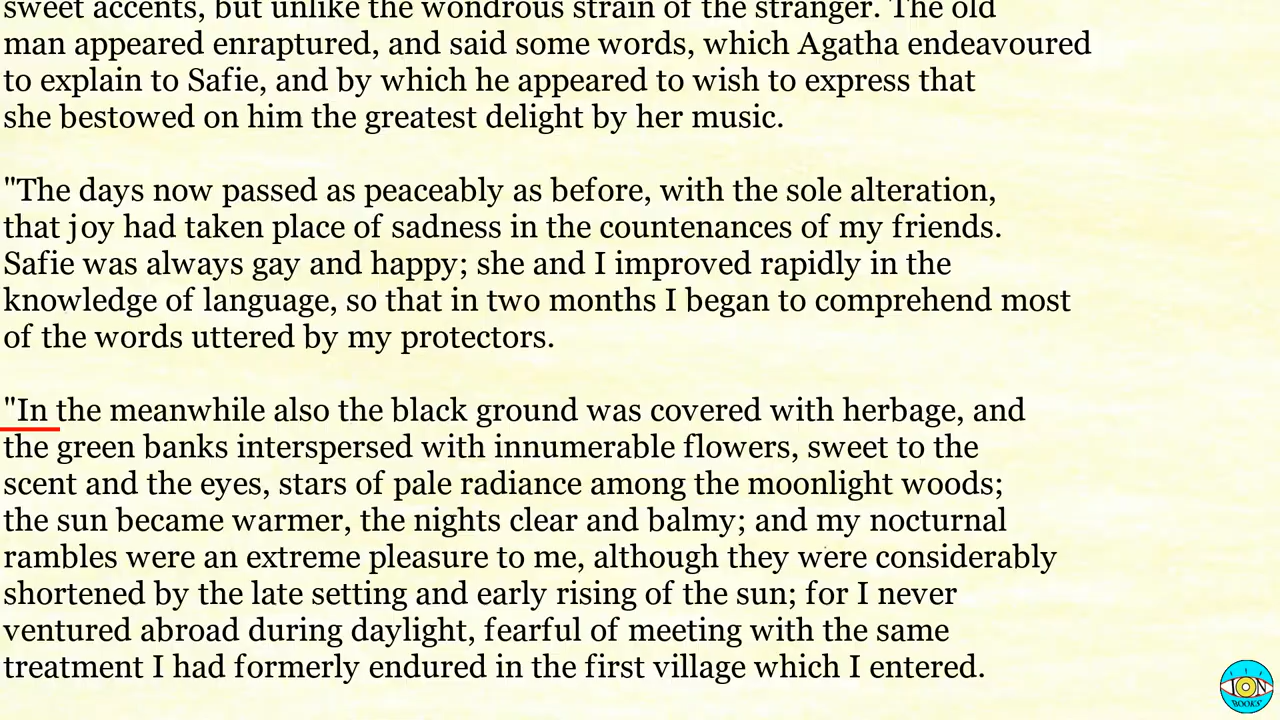 sweet accents, but unlike the wondrous strain of the stranger. The old
man appeared enraptured, and said some words, which Agatha endeavoured
to explain to Safie, and by which he appeared to wish to express that
she bestowed on him the greatest delight by her music.
"The days now passed as peaceably as before, with the sole alteration,
that joy had taken place of sadness in the countenances of my friends.
Safie was always gay and happy; she and I improved rapidly in the
knowledge of language, so that in two months I began to comprehend most
of the words uttered by my protectors.
"In the meanwhile also the black ground was covered with herbage, and
the green banks interspersed with innumerable flowers, sweet to the
scent and the eyes, stars of pale radiance among the moonlight woods;
the sun became warmer, the nights clear and balmy; and my nocturnal
rambles were an extreme pleasure to me, although they were considerably
shortened by the late setting and early rising of the sun; for I never
ventured abroad during daylight, fearful of meeting with the same
treatment I had formerly endured in the first village which I entered.
ION
BOOKS